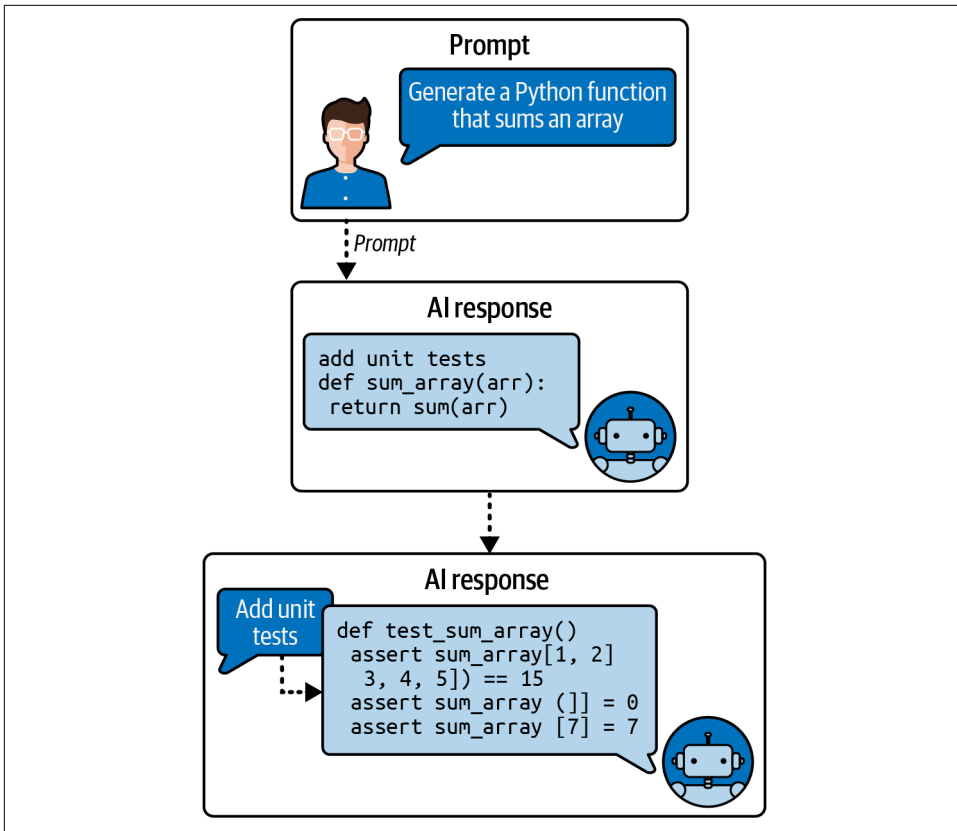 Prompt
Generate a Python function
that sums an array
Prompt
AI response
add unit tests
def sum_array(arr):
 return sum(arr)
AI response
Add unit
tests
def test_sum_array()
 assert sum_array[1, 2]
 3, 4, 5]) == 15
 assert sum_array (]] = 0
 assert sum_array [7] = 7